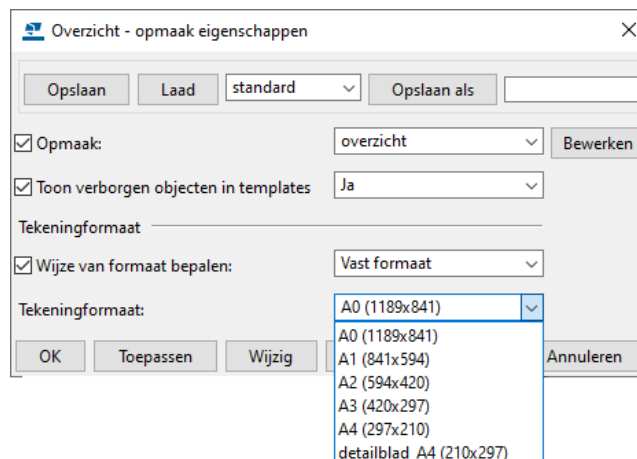 Overzicht - opmaak eigenschappen
Opslaan Laad standard Opslaan als
Opmaak: overzicht Bewerken
Toon verborgen objecten in templates Ja
Tekeningformaat
Wijze van formaat bepalen: Vast formaat
Tekeningformaat: A0 (1189x841)
A0 (1189x841)
A1 (841x594)
OK Toepassen Wijzig Annuleren
A2 (594x420)
A3 (420x297)
A4 (297x210)
detailblad_A4 (210x297)